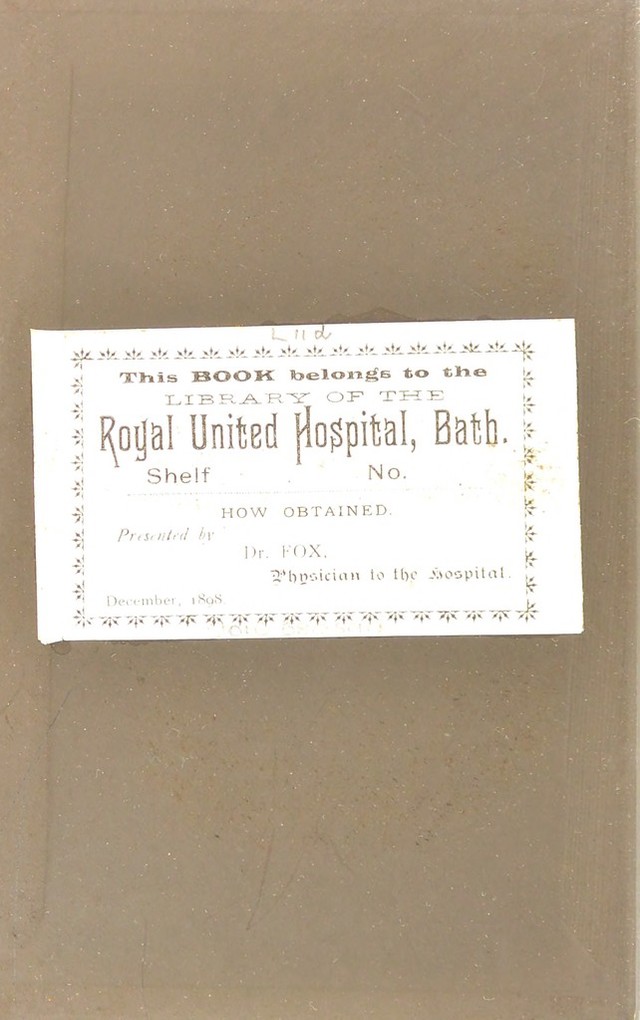 L 11 d
This BOOK belongs to the
LIBRARY OF THE
Royal United Hospital, Bath.
Shelf No.
HOW OBTAINED.
Presented by
Dr. FOX,
Physician to the Hospital.
December, 1898.